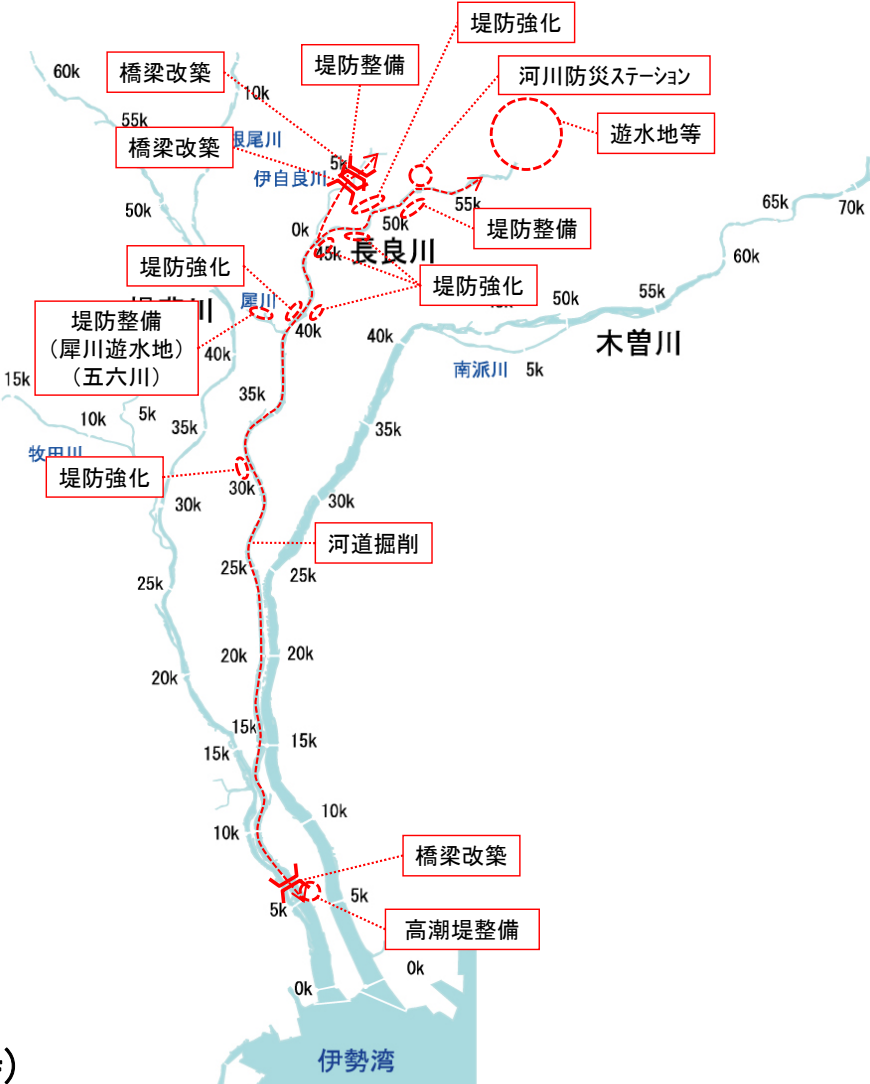 堤防強化
橋梁改築
堤防整備
河川防災ｽﾃｰｼｮﾝ
60k
10k
遊水地等
55k
橋梁改築
根尾川
5k
伊自良川
50k
55k
65k
70k
0k
50k
堤防整備
45k
長良川
60k
堤防強化
堤防強化
犀川
55k
50k
堤防整備
（犀川遊水地）
（五六川）
40k
40k
木曽川
40k
南派川
5k
15k
35k
10k
5k
35k
35k
牧田川
堤防強化
30k
30k
30k
河道掘削
25k
25k
25k
20k
20k
20k
15k
15k
15k
10k
10k
橋梁改築
5k
5k
高潮堤整備
0k
0k
伊勢湾